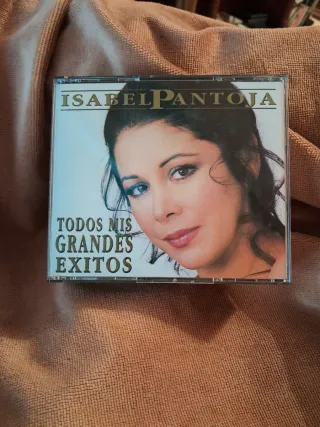 ISABEL PANTOJA
TODOS MIS
GRANDES
EXITOS